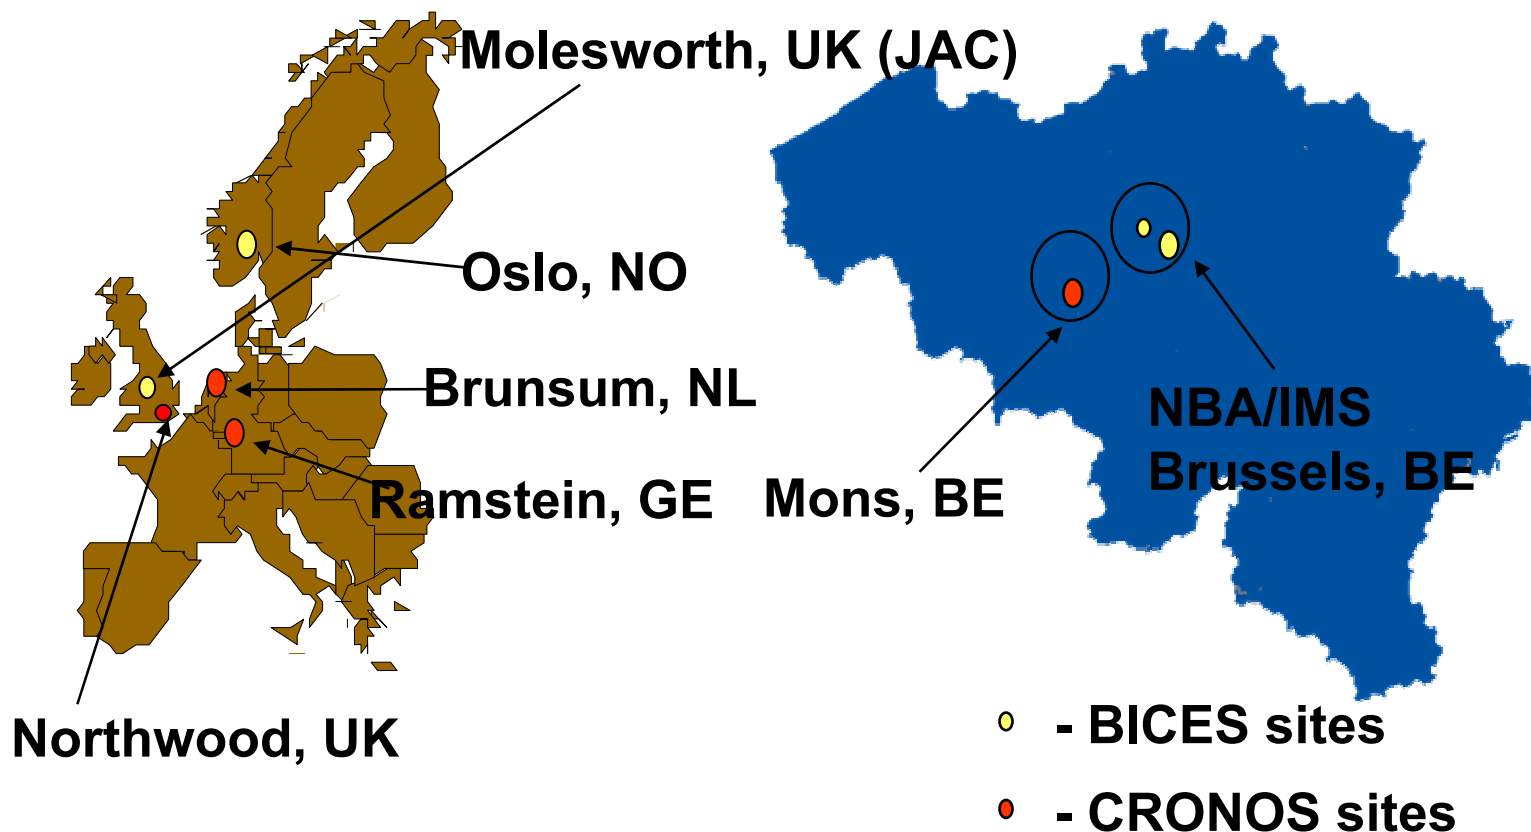 Molesworth, UK (JAC)
Oslo, NO
Brunsum, NL
Ramstein, GE
Northwood, UK
Mons, BE
NBA/IMS
Brussels, BE
- BICES sites
- CRONOS sites